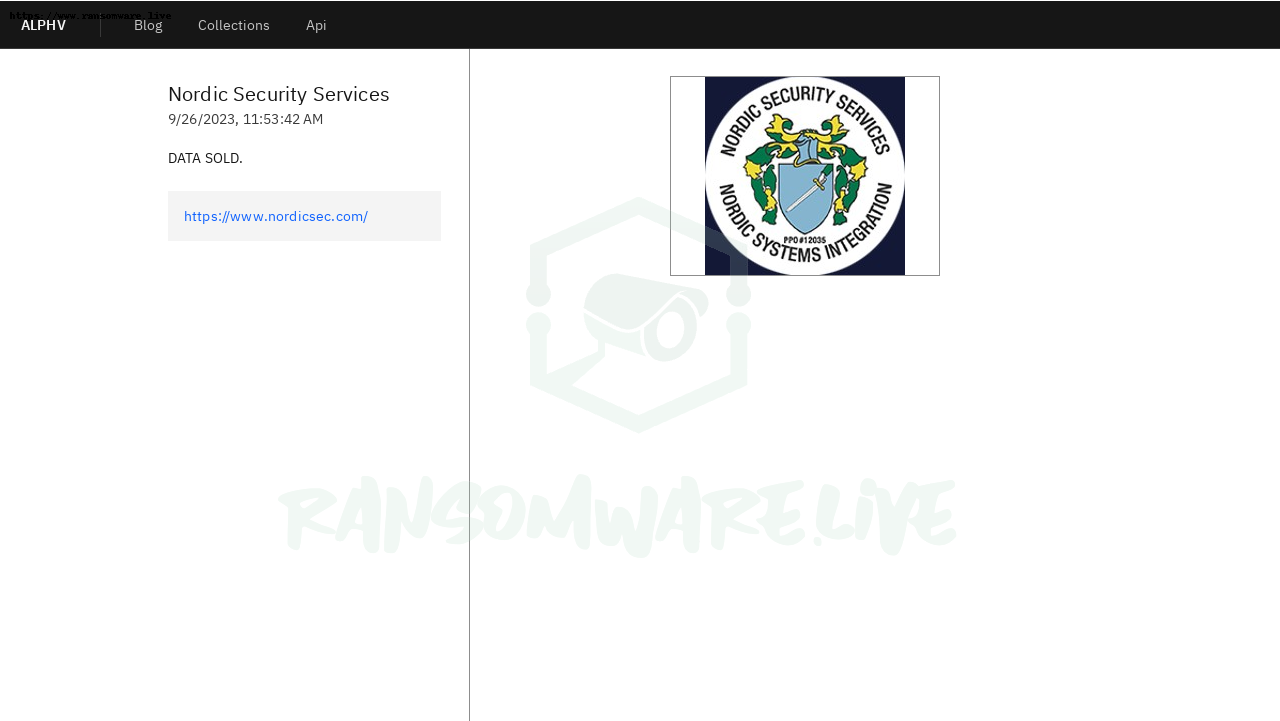 https://www.ransomware.live
ALPHV
Blog
Collections
Api
Nordic Security Services
9/26/2023, 11:53:42 AM
DATA SOLD.
https://www.nordicsec.com/
NORDIC SECURITY SERVICES
NORDIC SYSTEMS INTEGRATION
PPO #12035
RANSOMWARE.LIVE